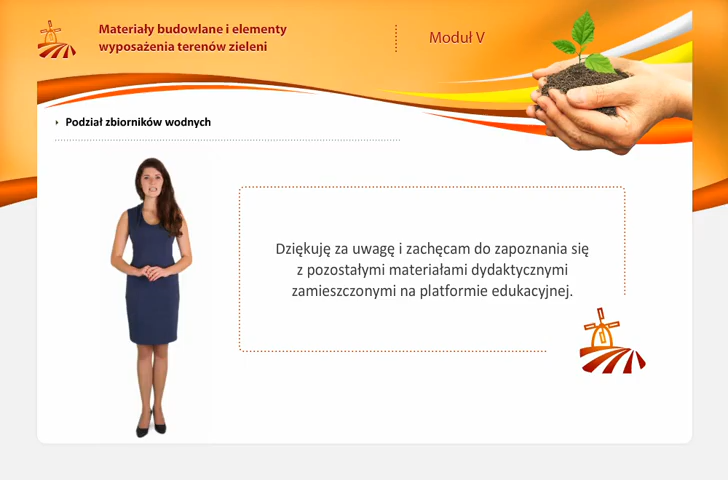 Materiały budowlane i elementy
wyposażenia terenów zieleni
Moduł V
Podział zbiorników wodnych
Dziękuję za uwagę i zachęcam do zapoznania się
z pozostałymi materiałami dydaktycznymi
zamieszczonymi na platformie edukacyjnej.